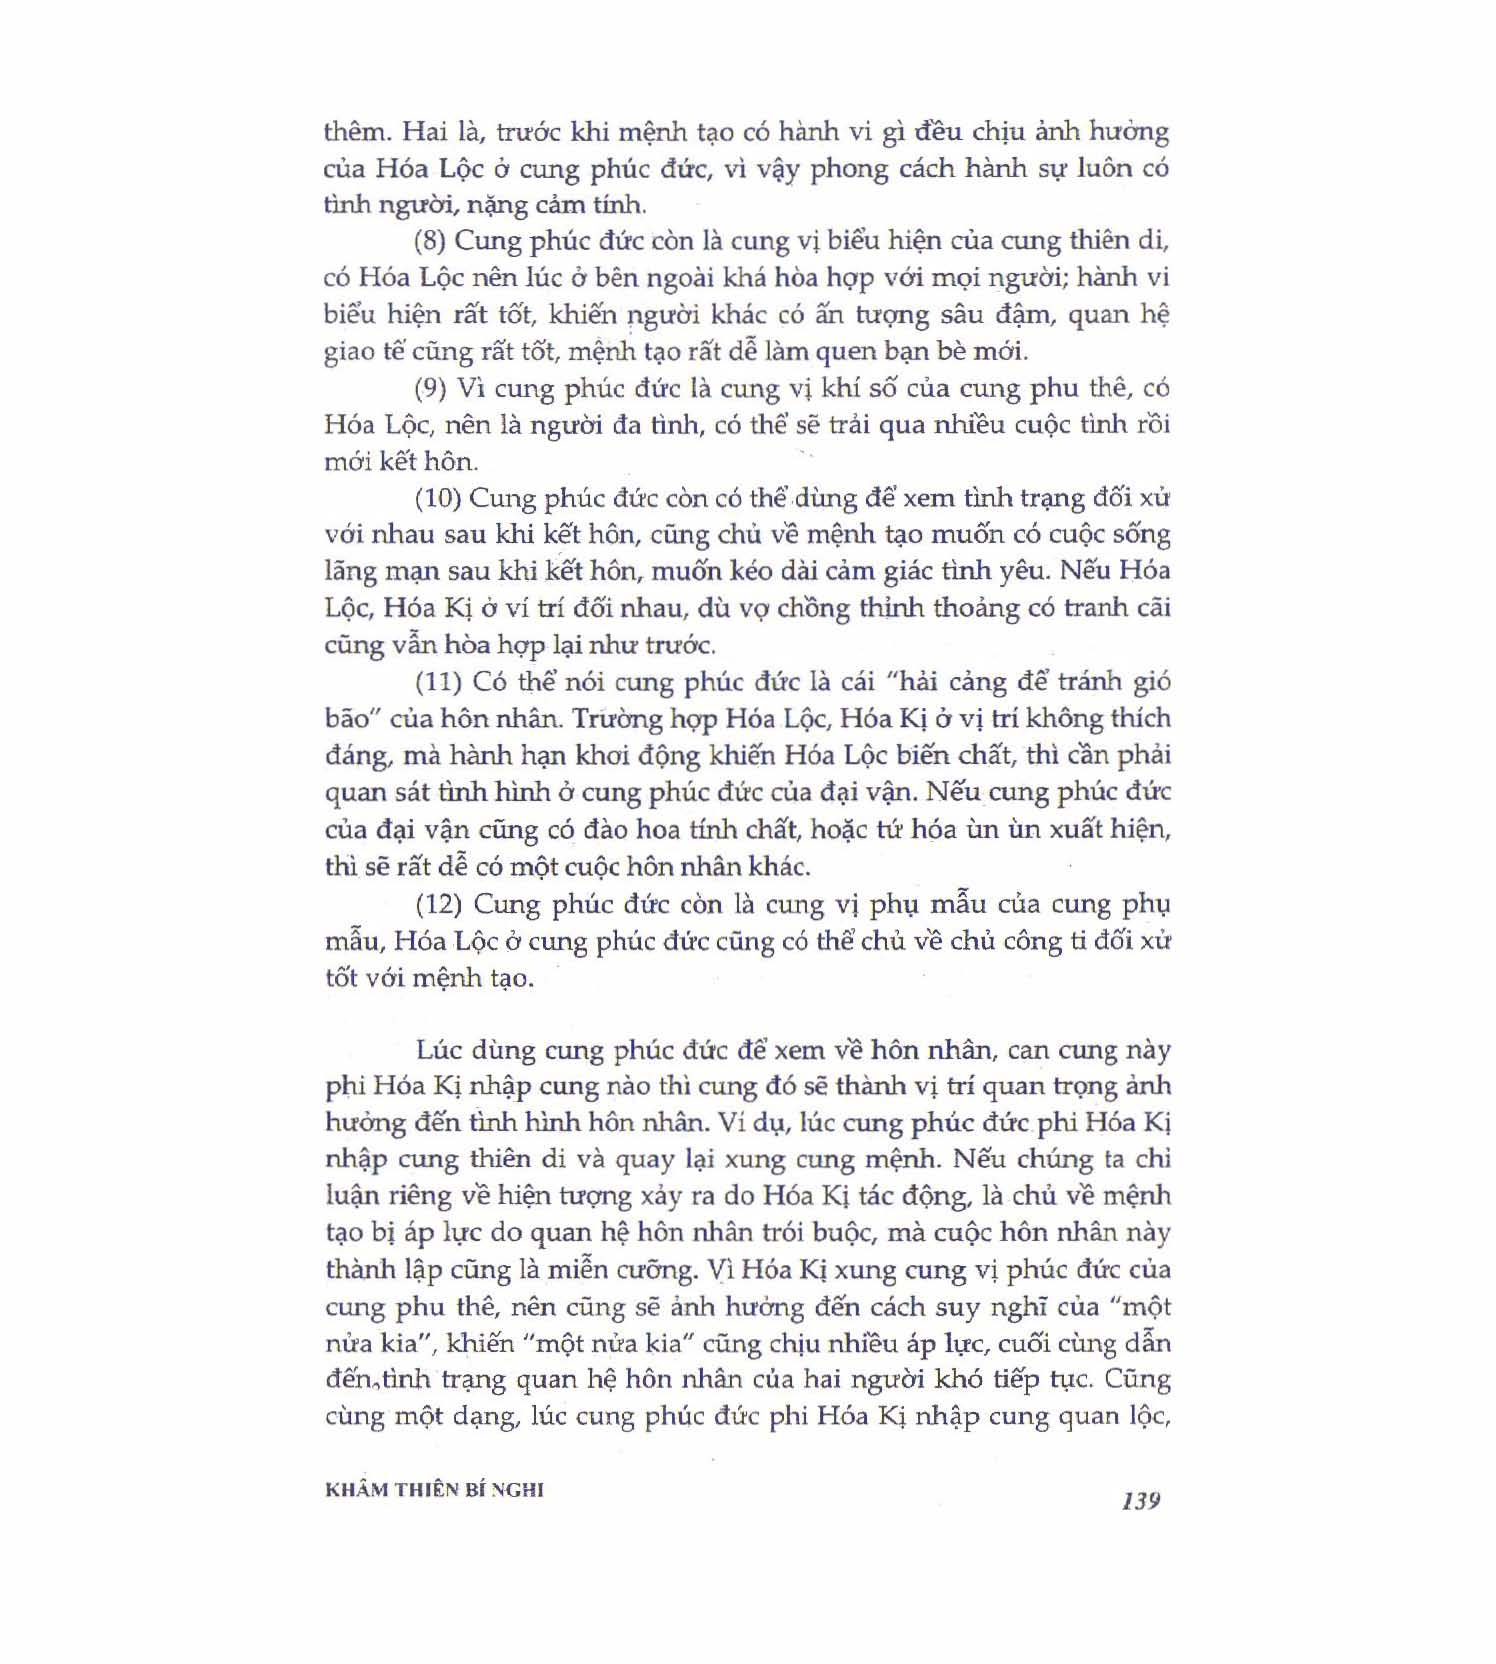 thêm. Hai là, trước khi mệnh tạo có hành vi gì đều chịu ảnh hưởng
của Hóa Lộc ở cung phúc đức, vì vậy phong cách hành sự luôn có
tình người, nặng cảm tính.
(8) Cung phúc đức còn là cung vị biểu hiện của cung thiên di,
có Hóa Lộc nên lúc ở bên ngoài khá hòa hợp với mọi người; hành vi
biểu hiện rất tốt, khiến người khác có ấn tượng sâu đậm, quan hệ
giao tế cũng rất tốt, mệnh tạo rất dễ làm quen bạn bè mới.
(9) Vì cung phúc đức là cung vị khí số của cung phu thê, có
Hóa Lộc, nên là người đa tình, có thể sẽ trải qua nhiều cuộc tình rồi
mới kết hôn.
(10) Cung phúc đức còn có thể dùng để xem tình trạng đối xử
với nhau sau khi kết hôn, cũng chủ về mệnh tạo muốn có cuộc sống
lãng mạn sau khi kết hôn, muốn kéo dài cảm giác tình yêu. Nếu Hóa
Lộc, Hóa Kị ở ví trí đối nhau, dù vợ chồng thỉnh thoảng có tranh cãi
cũng vẫn hòa hợp lại như trước.
(11) Có thể nói cung phúc đức là cái "hải cảng để tránh gió
bão" của hôn nhân. Trường hợp Hóa Lộc, Hóa Kị ở vị trí không thích
đáng, mà hành hạn khơi động khiến Hóa Lộc biến chất, thì cần phải
quan sát tình hình ở cung phúc đức của đại vận. Nếu cung phúc đức
của đại vận cũng có đào hoa tính chất, hoặc tứ hóa ùn ùn xuất hiện,
thì sẽ rất dễ có một cuộc hôn nhân khác.
(12) Cung phúc đức còn là cung vị phụ mẫu của cung phụ
mẫu, Hóa Lộc ở cung phúc đức cũng có thể chủ về chủ công ti đối xử
tốt với mệnh tạo.
Lúc dùng cung phúc đức để xem về hôn nhân, can cung này
phi Hóa Kị nhập cung nào thì cung đó sẽ thành vị trí quan trọng ảnh
hưởng đến tình hình hôn nhân. Ví dụ, lúc cung phúc đức phi Hóa Kị
nhập cung thiên di và quay lại xung cung mệnh. Nếu chúng ta chỉ
luận riêng về hiện tượng xảy ra do Hóa Kị tác động, là chủ về mệnh
tạo bị áp lực do quan hệ hôn nhân trói buộc, mà cuộc hôn nhân này
thành lập cũng là miễn cưỡng. Vì Hóa Kị xung cung vị phúc đức của
cung phu thê, nên cũng sẽ ảnh hưởng đến cách suy nghĩ của "một
nửa kia", khiến "một nửa kia" cũng chịu nhiều áp lực, cuối cùng dẫn
đến tình trạng quan hệ hôn nhân của hai người khó tiếp tục. Cũng
cùng một dạng, lúc cung phúc đức phi Hóa Kị nhập cung quan lộc,
KHÂM THIÊN BÍ NGHI
139